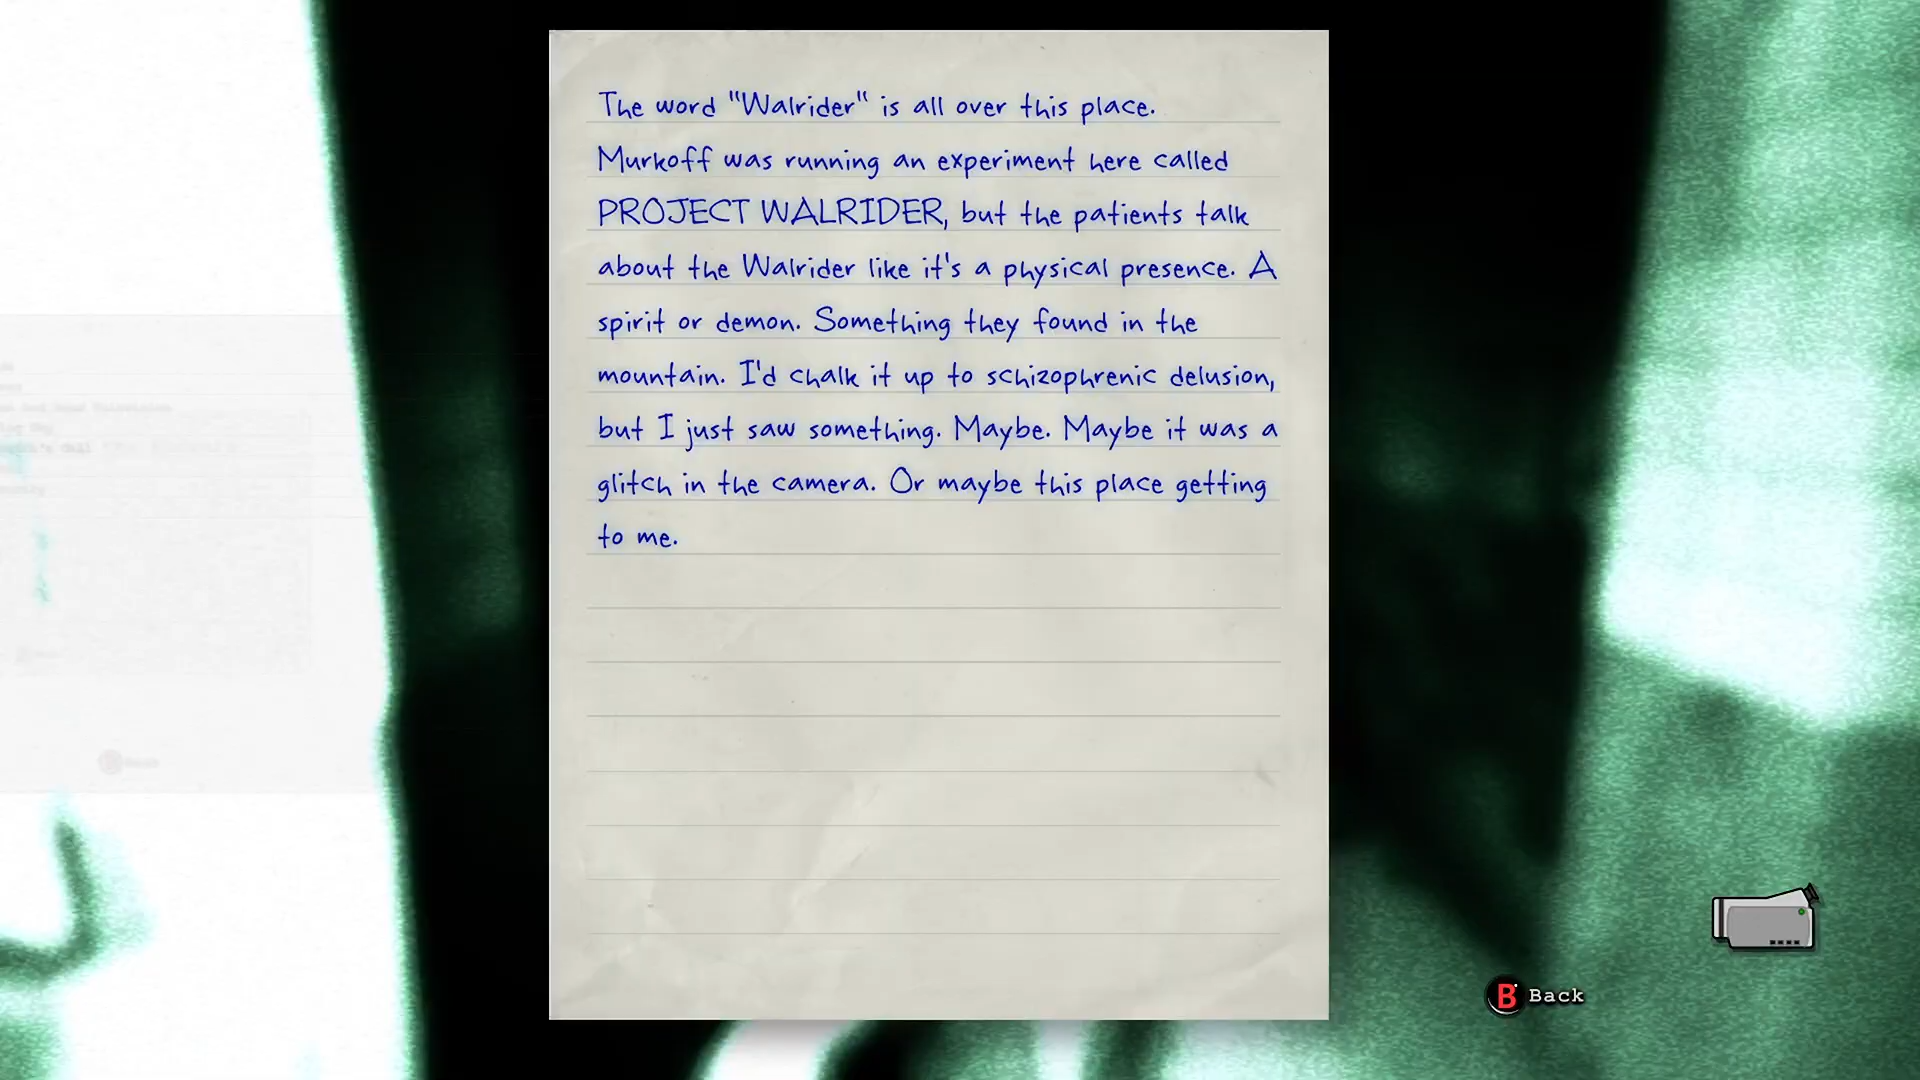 The word "Walrider" is all over this place.
Murkoff was running an experiment here called
PROJECT WALRIDER, but the patients talk
about the Walrider like it's a physical presence. A
spirit or demon. Something they found in the
mountain. I'd chalk it up to schizophrenic delusion,
but I just saw something. Maybe. Maybe it was a
glitch in the camera. Or maybe this place getting
to me.
B Back